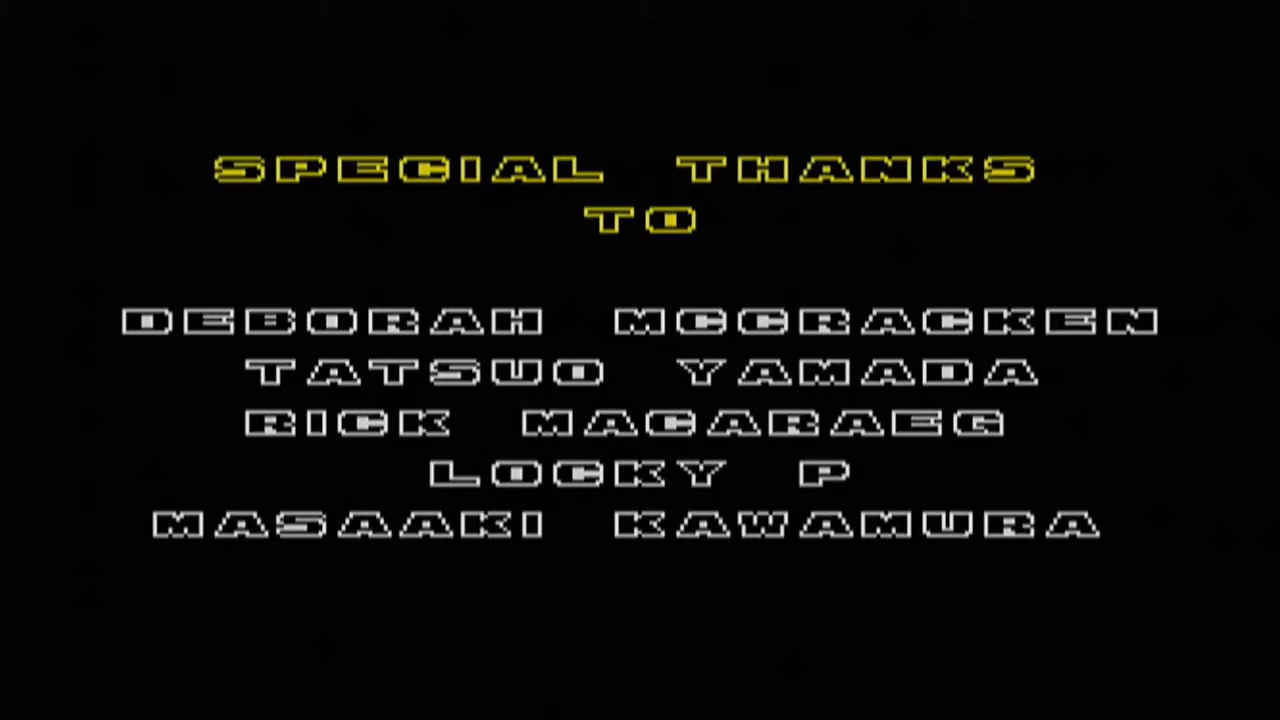 SPECIAL THANKS
TO
DEBORAH MCCRACKEN
TATSUO YAMADA
RICK MACARAEG
LOCKY P
MASAAKI KAWAMURA